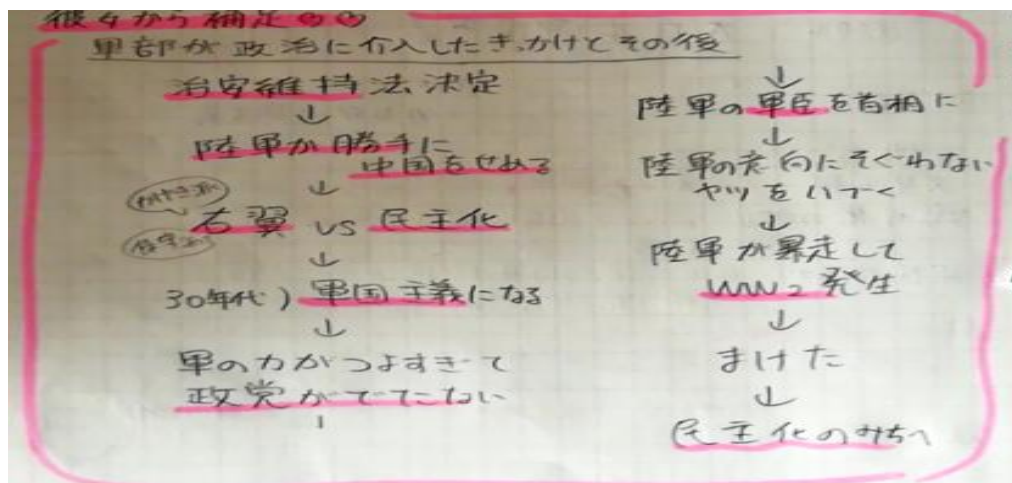 彼々から補足
軍部が政治に介入したきっかけとその後
治安維持法決定
↓
陸軍が勝手に
中国をせめる
↓
右翼 vs 民主化
↓
30年代)軍国主義になる
↓
軍の力がつよすぎて
政党がでてこない
↓
陸軍の軍臣を首相に
↓
陸軍の意向にそぐわない
ヤツをいつく
↓
陸軍が暴走して
WW2発生
↓
まけた
↓
民主化のみちへ